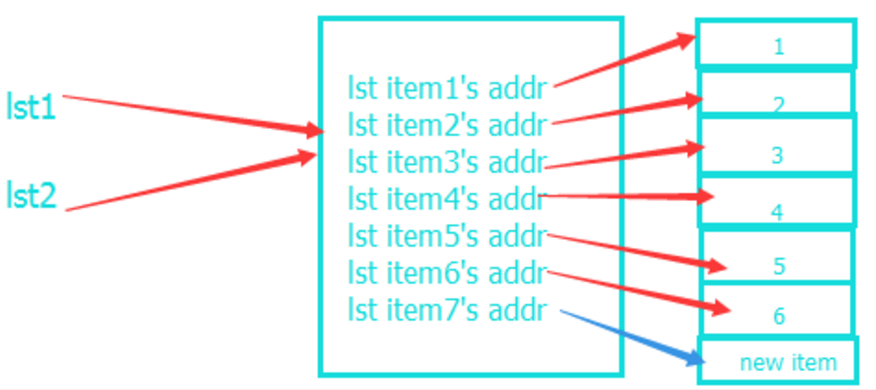 lst1
lst2
lst item1's addr
lst item2's addr
lst item3's addr
lst item4's addr
lst item5's addr
lst item6's addr
lst item7's addr
1
2
3
4
5
6
new item